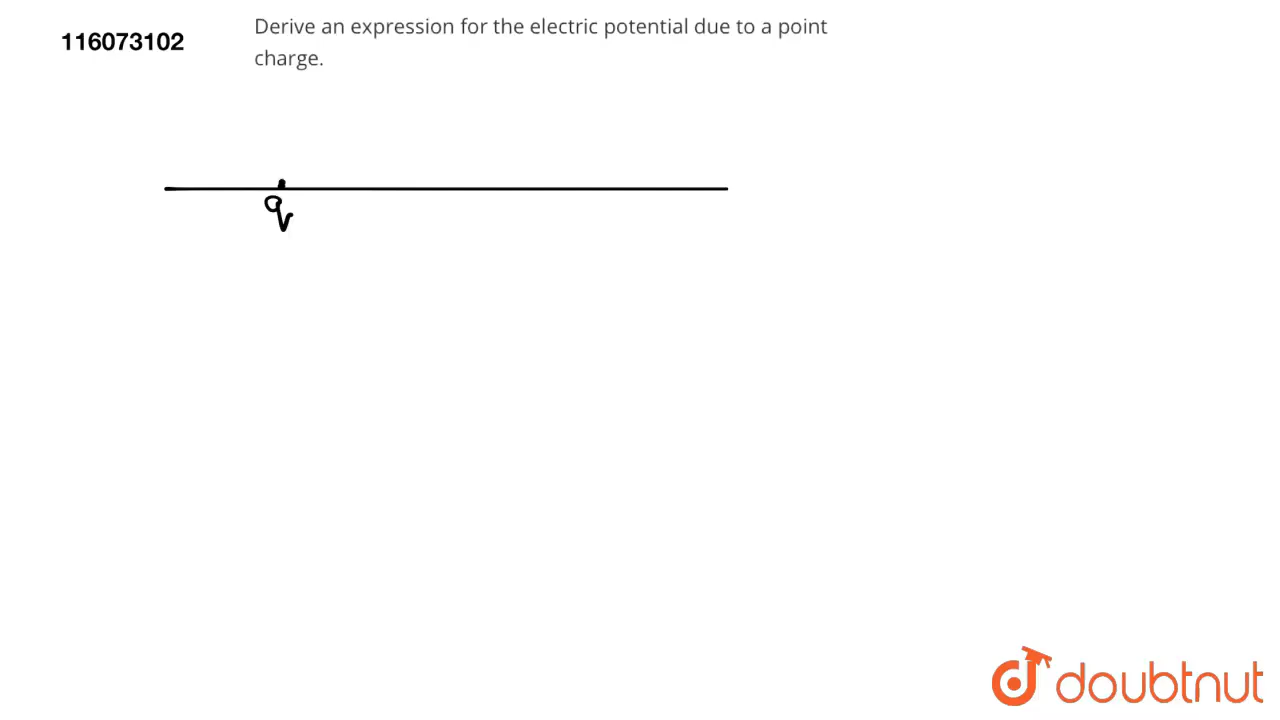 116073102
Derive an expression for the electric potential due to a point
charge.
q
doubtnut